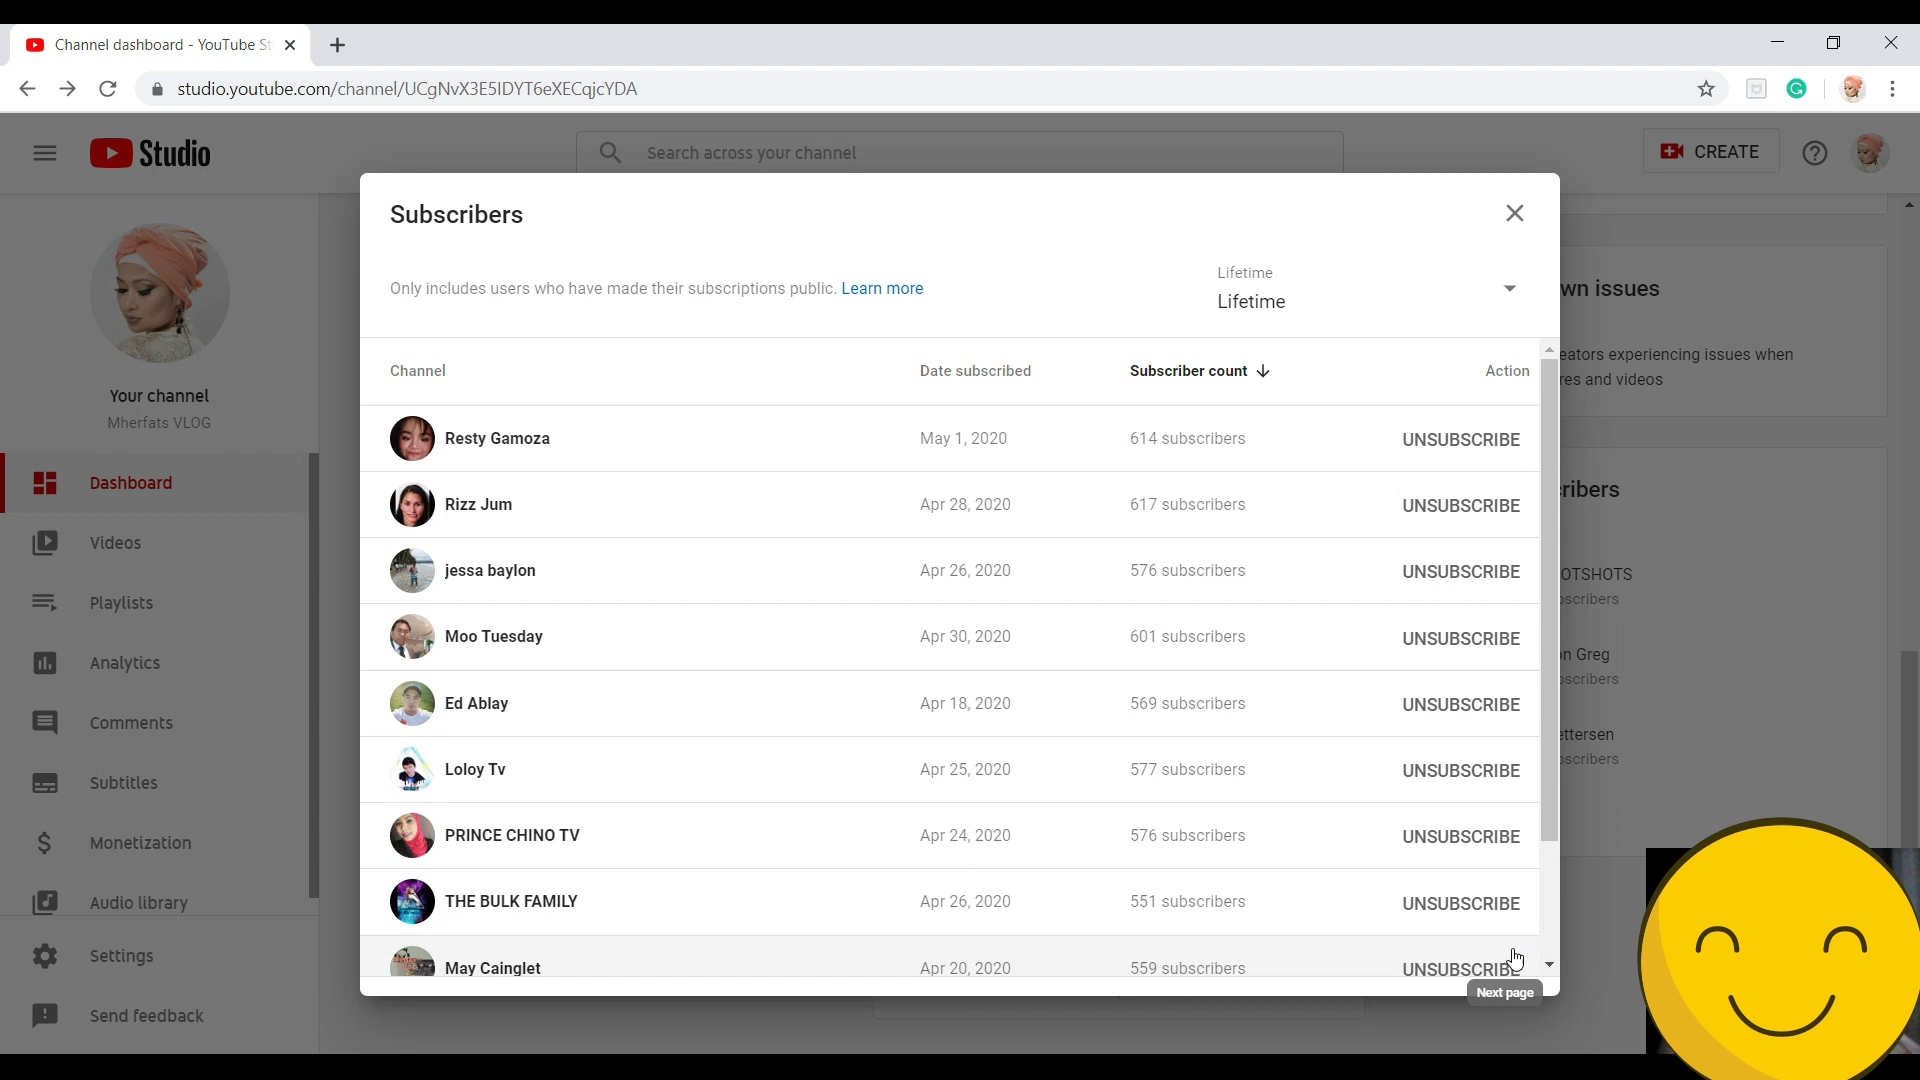 Channel dashboard - YouTube St
studio.youtube.com/channel/UCgNvX3E5IDYT6eXECqjcYDA
Studio
Search across your channel
CREATE
Your channel
Mherfats VLOG
Dashboard
Videos
Playlists
Analytics
Comments
Subtitles
Monetization
Audio library
Settings
Send feedback
Subscribers
Only includes users who have made their subscriptions public. Learn more
Lifetime
Lifetime
Channel Date subscribed Subscriber count Action
Resty Gamoza May 1, 2020 614 subscribers UNSUBSCRIBE
Rizz Jum Apr 28, 2020 617 subscribers UNSUBSCRIBE
jessa baylon Apr 26, 2020 576 subscribers UNSUBSCRIBE
Moo Tuesday Apr 30, 2020 601 subscribers UNSUBSCRIBE
Ed Ablay Apr 18, 2020 569 subscribers UNSUBSCRIBE
Loloy Tv Apr 25, 2020 577 subscribers UNSUBSCRIBE
PRINCE CHINO TV Apr 24, 2020 576 subscribers UNSUBSCRIBE
THE BULK FAMILY Apr 26, 2020 551 subscribers UNSUBSCRIBE
May Cainglet Apr 20, 2020 559 subscribers UNSUBSCRIBE
Next page
wn issues
eators experiencing issues when
res and videos
ribers
OTSHOTS
scribers
n Greg
scribers
ettersen
scribers